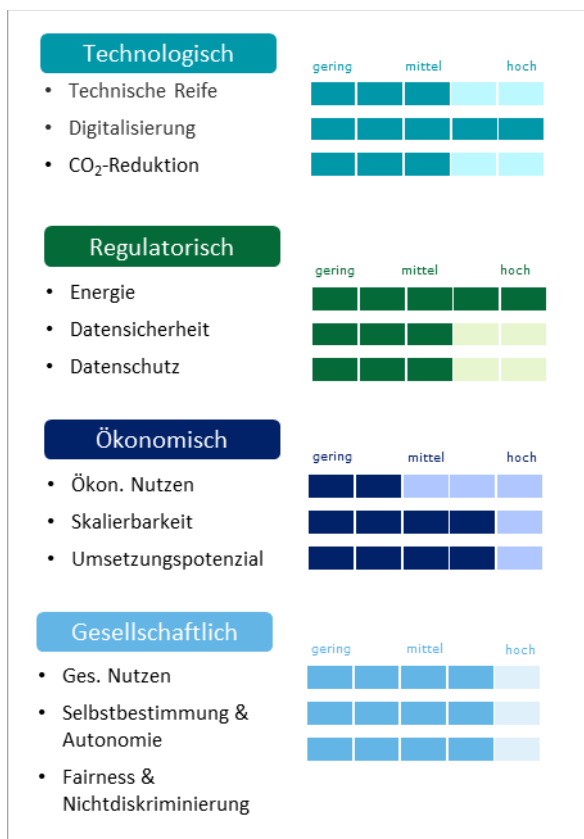 Technologisch
gering mittel hoch
• Technische Reife
• Digitalisierung
• CO₂-Reduktion
Regulatorisch
gering mittel hoch
• Energie
• Datensicherheit
• Datenschutz
Ökonomisch
gering mittel hoch
• Ökon. Nutzen
• Skalierbarkeit
• Umsetzungspotenzial
Gesellschaftlich
gering mittel hoch
• Ges. Nutzen
• Selbstbestimmung &
Autonomie
• Fairness &
Nichtdiskriminierung